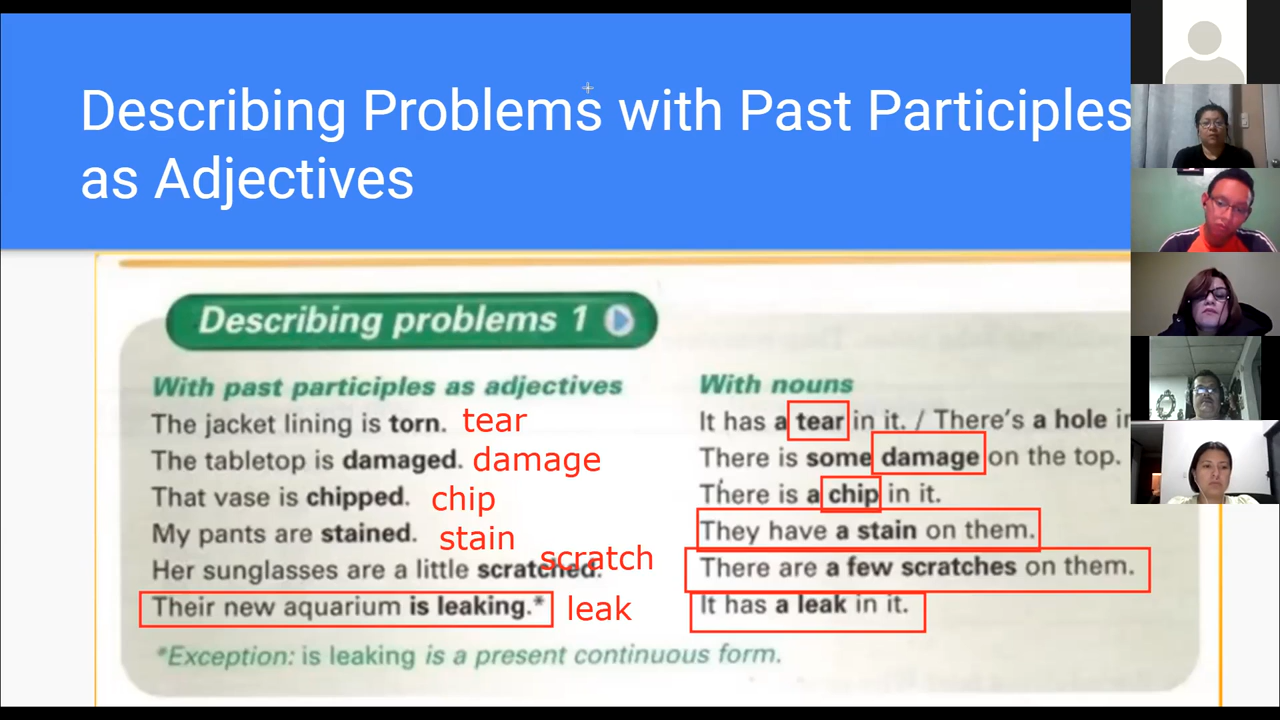 Describing Problems with Past Participles
as Adjectives
Describing problems 1
With past participles as adjectives
The jacket lining is torn. tear
The tabletop is damaged. damage
That vase is chipped. chip
My pants are stained. stain
Her sunglasses are a little scratched. scratch
Their new aquarium is leaking.* leak
With nouns
It has a tear in it. / There's a hole in
There is some damage on the top.
There is a chip in it.
They have a stain on them.
There are a few scratches on them.
It has a leak in it.
*Exception: is leaking is a present continuous form.